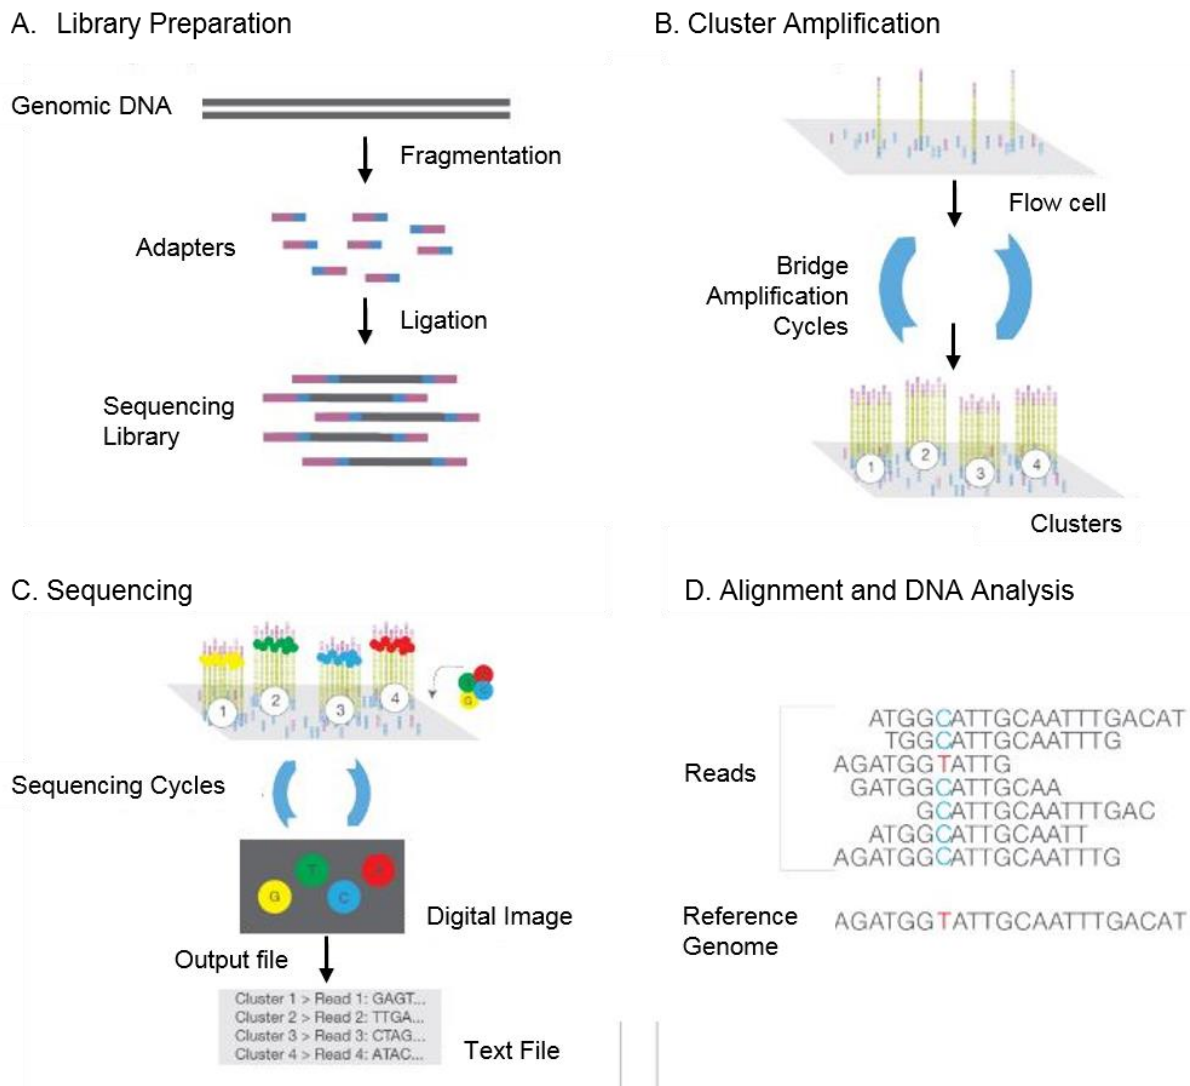 A. Library Preparation
Genomic DNA
Fragmentation
Adapters
Ligation
Sequencing
Library
B. Cluster Amplification
Flow cell
Bridge
Amplification
Cycles
1 2 3 4
Clusters
C. Sequencing
1 2 3 4
G
Sequencing Cycles
G T C A
Digital Image
Output file
Cluster 1 > Read 1: GAGT...
Cluster 2 > Read 2: TTGA...
Cluster 3 > Read 3: CTAG...
Cluster 4 > Read 4: ATAC...
Text File
D. Alignment and DNA Analysis
Reads
ATGGCATTGCAATTTGACAT
TGGCATTGCAATTTG
AGATGGTATTG
GATGGCATTGCAA
GCATTGCAATTTGAC
ATGGCATTGCAATT
AGATGGCATTGCAATTTG
Reference
Genome
AGATGGTATTGCAATTTGACAT